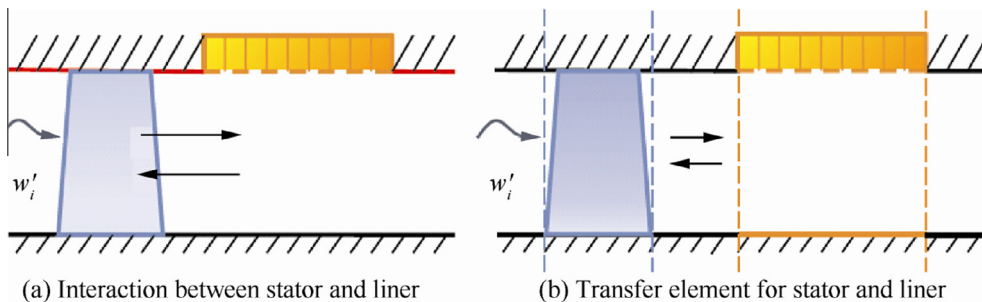 w'ᵢ
w'ᵢ
(a) Interaction between stator and liner
(b) Transfer element for stator and liner